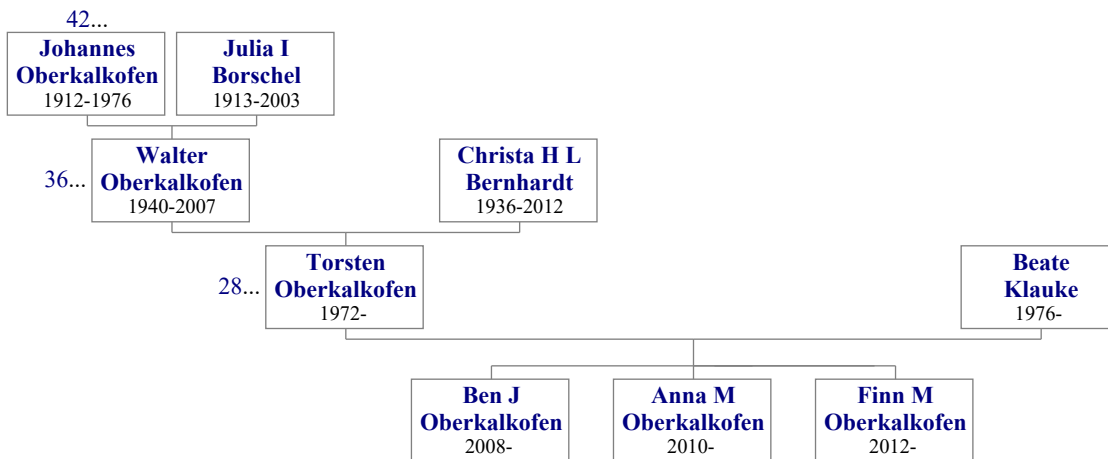 42...
Johannes
Oberkalkofen
1912-1976
Julia I
Borschel
1913-2003
36...
Walter
Oberkalkofen
1940-2007
Christa H L
Bernhardt
1936-2012
28...
Torsten
Oberkalkofen
1972-
Beate
Klauke
1976-
Ben J
Oberkalkofen
2008-
Anna M
Oberkalkofen
2010-
Finn M
Oberkalkofen
2012-